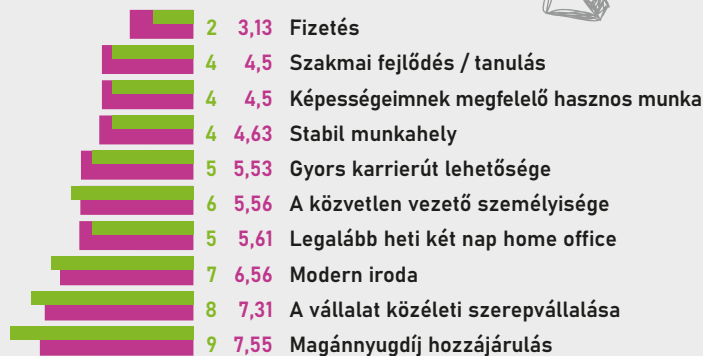 2 3,13 Fizetés
4 4,5 Szakmai fejlődés / tanulás
4 4,5 Képességeimnek megfelelő hasznos munka
4 4,63 Stabil munkahely
5 5,53 Gyors karrierút lehetősége
6 5,56 A közvetlen vezető személyisége
5 5,61 Legalább heti két nap home office
7 6,56 Modern iroda
8 7,31 A vállalat közéleti szerepvállalása
9 7,55 Magánnyugdíj hozzájárulás